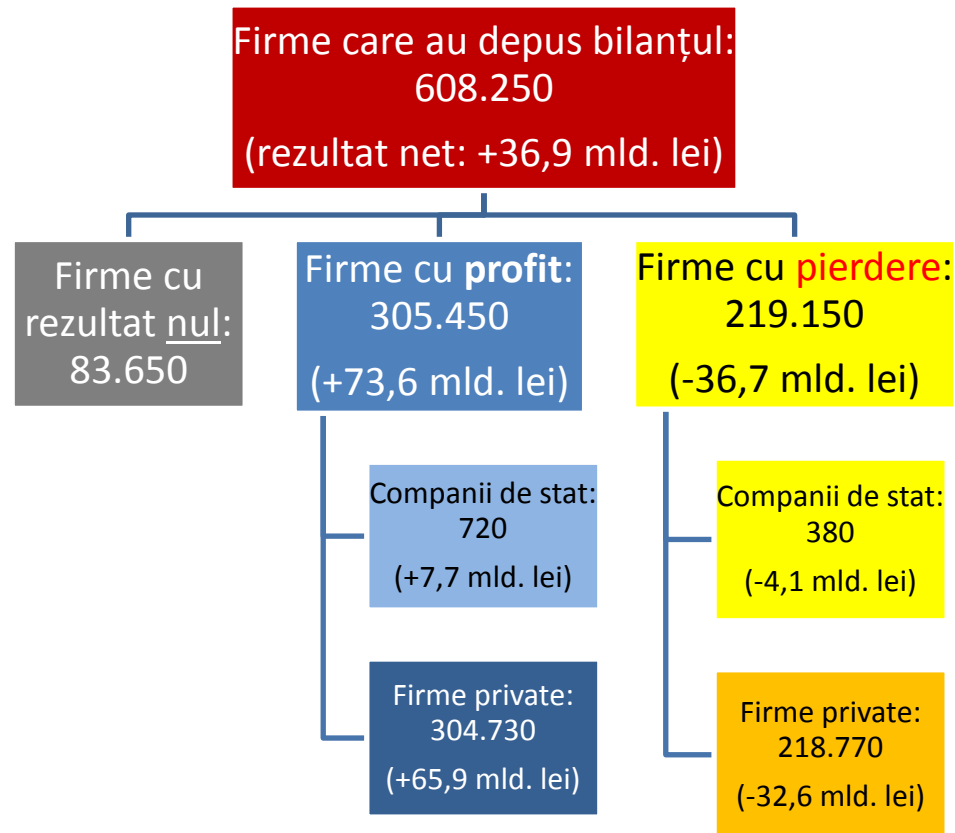 Firme care au depus bilanțul:
608.250
(rezultat net: +36,9 mld. lei)
Firme cu
rezultat nul:
83.650
Firme cu profit:
305.450
(+73,6 mld. lei)
Firme cu pierdere:
219.150
(-36,7 mld. lei)
Companii de stat:
720
(+7,7 mld. lei)
Companii de stat:
380
(-4,1 mld. lei)
Firme private:
304.730
(+65,9 mld. lei)
Firme private:
218.770
(-32,6 mld. lei)